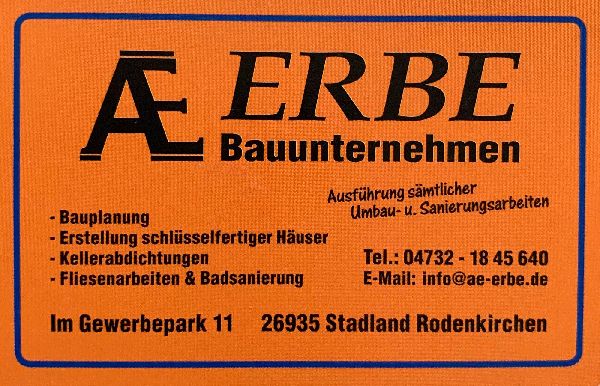 AE ERBE
Bauunternehmen
Ausführung sämtlicher
Umbau- u. Sanierungsarbeiten
- Bauplanung
- Erstellung schlüsselfertiger Häuser
- Kellerabdichtungen
- Fliesenarbeiten & Badsanierung
Tel.: 04732 - 18 45 640
E-Mail: info@ae-erbe.de
Im Gewerbepark 11 26935 Stadland Rodenkirchen